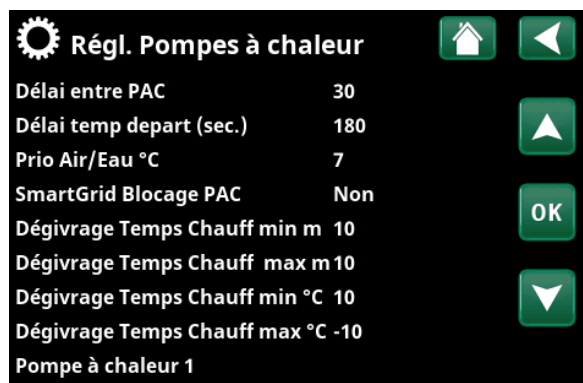 Régl. Pompes à chaleur
Délai entre PAC 30
Délai temp depart (sec.) 180
Prio Air/Eau °C 7
SmartGrid Blocage PAC Non
OK
Dégivrage Temps Chauff min m 10
Dégivrage Temps Chauff max m 10
Dégivrage Temps Chauff min °C 10
Dégivrage Temps Chauff max °C -10
Pompe à chaleur 1